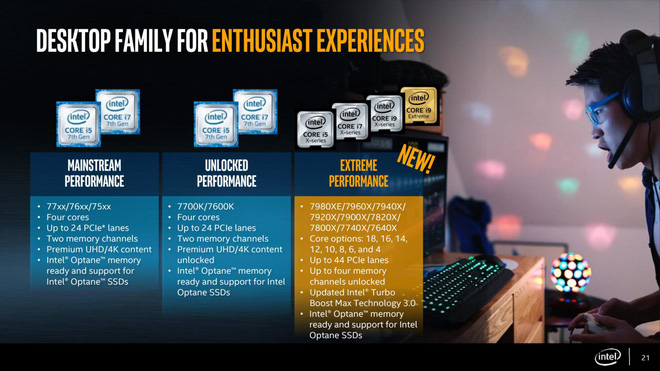 DESKTOP FAMILY FOR ENTHUSIAST EXPERIENCES
intel
CORE i5
7th Gen
intel
CORE i7
7th Gen
intel
CORE i5
7th Gen
intel
CORE i7
7th Gen
intel
CORE i5
X-series
intel
CORE i7
X-series
intel
CORE i9
X-series
intel
CORE i9
Extreme
NEW!
MAINSTREAM
PERFORMANCE
• 77xx/76xx/75xx
• Four cores
• Up to 24 PCIe* lanes
• Two memory channels
• Premium UHD/4K content
• Intel® Optane™ memory
ready and support for
Intel® Optane™ SSDs
UNLOCKED
PERFORMANCE
• 7700K/7600K
• Four cores
• Up to 24 PCIe lanes
• Two memory channels
• Premium UHD/4K content
unlocked
• Intel® Optane™ memory
ready and support for Intel
Optane SSDs
EXTREME
PERFORMANCE
• 7980XE/7960X/7940X/
7920X/7900X/7820X/
7800X/7740X/7640X
• Core options: 18, 16, 14,
12, 10, 8, 6, and 4
• Up to 44 PCIe lanes
• Up to four memory
channels unlocked
• Updated Intel® Turbo
Boost Max Technology 3.0
• Intel® Optane™ memory
ready and support for Intel
Optane SSDs
intel
21